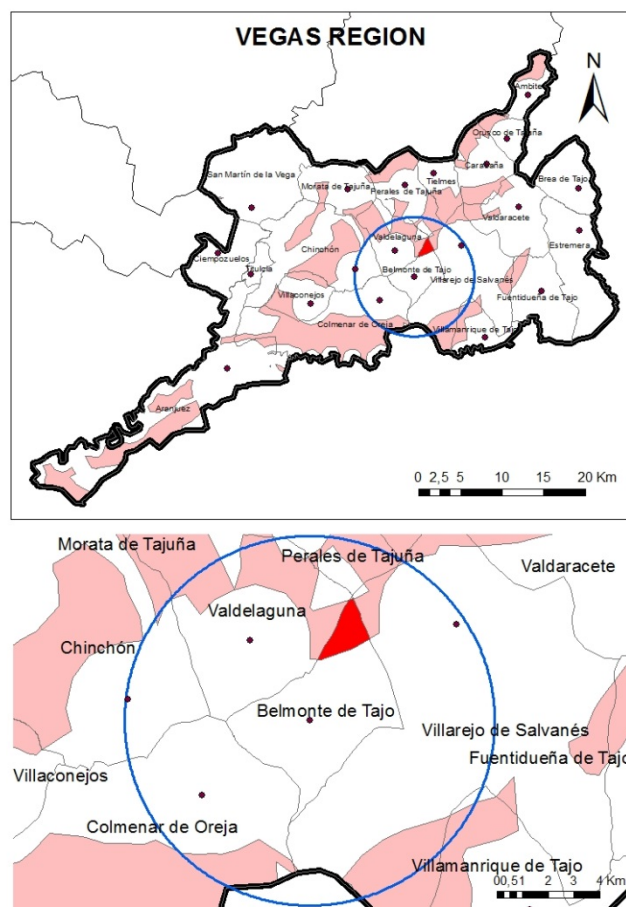 VEGAS REGION
N
Ambite
Orusco de Tajuña
Carabaña
Brea de Tajo
San Martín de la Vega
Morata de Tajuña
Perales de Tajuña
Tielmes
Valdaracete
Estremera
Ciempozuelos
Titulcia
Chinchón
Valdelaguna
Belmonte de Tajo
Villarejo de Salvanés
Fuentidueña de Tajo
Villaconejos
Colmenar de Oreja
Villamanrique de Tajo
Aranjuez
0 2,5 5 10 15 20 Km
Morata de Tajuña
Perales de Tajuña
Valdaracete
Valdelaguna
Chinchón
Belmonte de Tajo
Villarejo de Salvanés
Fuentidueña de Tajo
Villaconejos
Colmenar de Oreja
Villamanrique de Tajo
00,51 2 3 4 Km